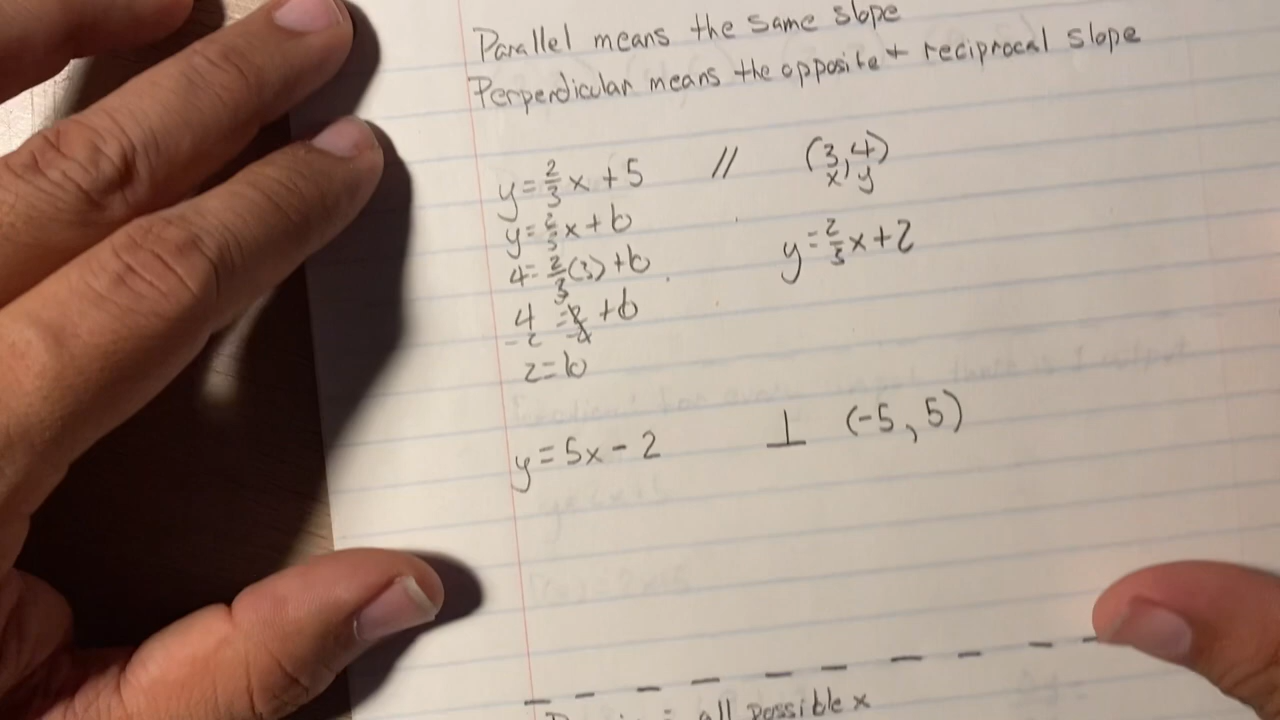 Parallel means the same slope
Perpendicular means the opposite + reciprocal slope
y = 2/3 x + 5 // (3, 4)
x, y
y = 2/3 x + b
y = 2/3 x + 2
4 = 2/3 (3) + b
3
4 = 2 + b
-2 -2
2 = b
y = 5x - 2 ⊥ (-5, 5)
all possible x